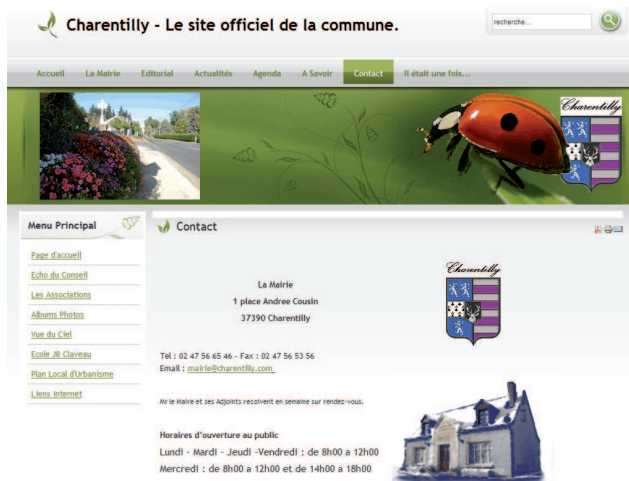 Charentilly - Le site officiel de la commune.
recherche...
Accueil La Mairie Editorial Actualités Agenda A Savoir Contact Il était une fois...
Charentilly
Menu Principal
Page d'accueil
Echo du Conseil
Les Associations
Albums Photos
Vue du Ciel
Ecole JB Claveau
Plan Local d'Urbanisme
Liens Internet
Contact
Charentilly
La Mairie
1 place Andree Cousin
37390 Charentilly
Tel : 02 47 56 65 46 - Fax : 02 47 56 53 56
Email : mairie@charentilly.com
Mr le Maire et ses Adjoints recoivent en semaine sur rendez-vous.
Horaires d'ouverture au public
Lundi - Mardi - Jeudi -Vendredi : de 8h00 a 12h00
Mercredi : de 8h00 a 12h00 et de 14h00 a 18h00